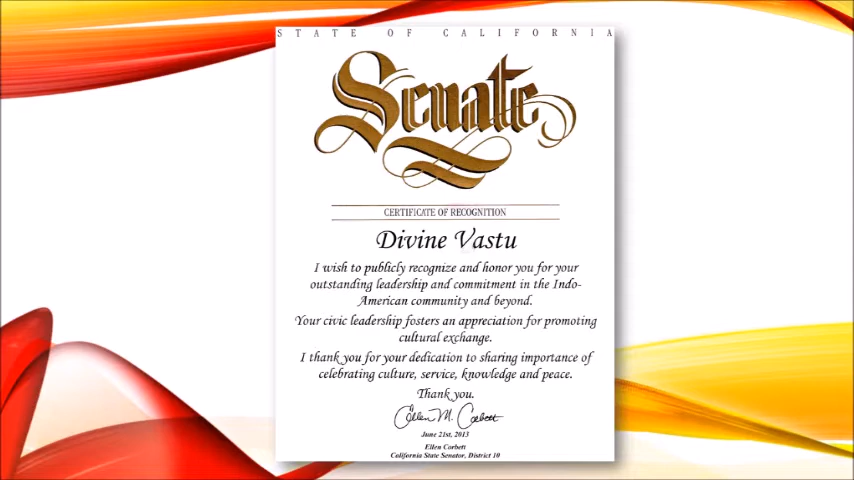 STATE OF CALIFORNIA
Senate
CERTIFICATE OF RECOGNITION
Divine Vastu
I wish to publicly recognize and honor you for your
outstanding leadership and commitment in the Indo-
American community and beyond.
Your civic leadership fosters an appreciation for promoting
cultural exchange.
I thank you for your dedication to sharing importance of
celebrating culture, service, knowledge and peace.
Thank you.
Ellen M. Corbett
June 21st, 2013
Ellen Corbett
California State Senator, District 10